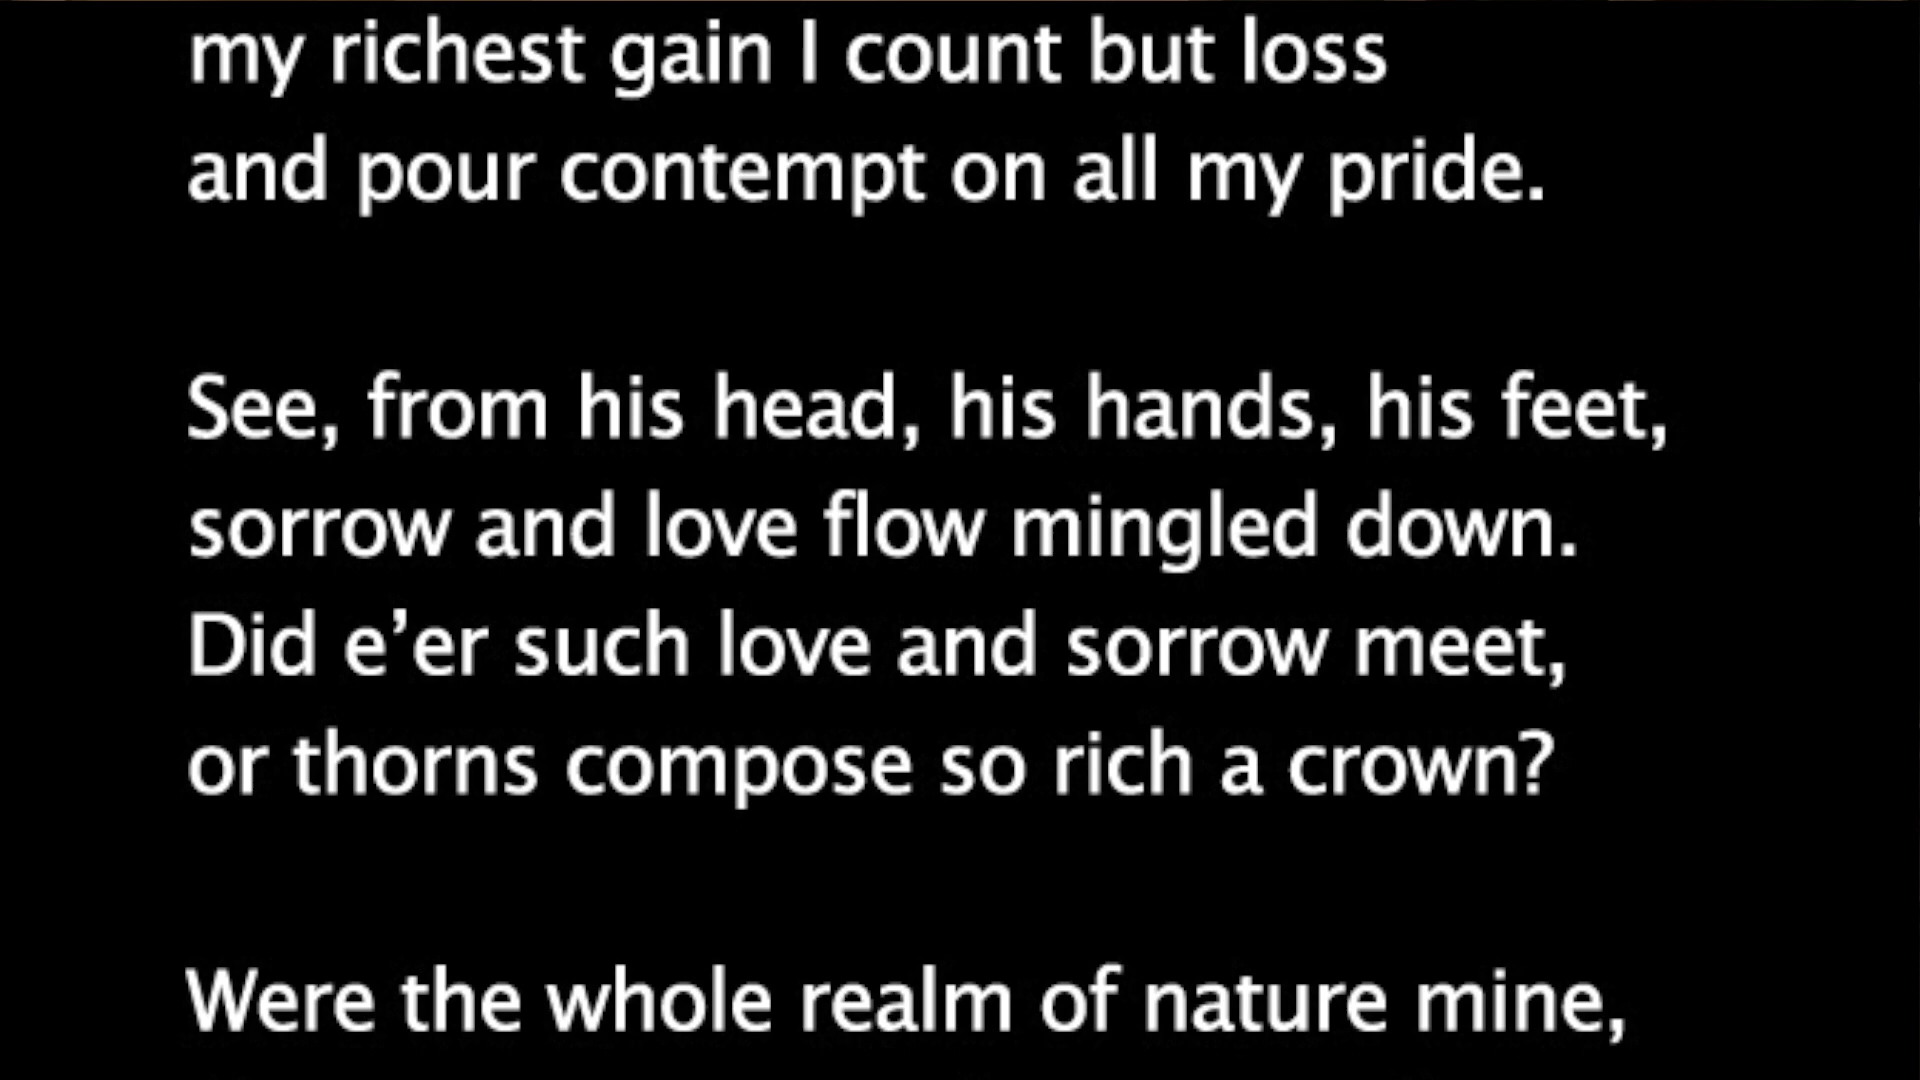 my richest gain I count but loss
and pour contempt on all my pride.
See, from his head, his hands, his feet,
sorrow and love flow mingled down.
Did e’er such love and sorrow meet,
or thorns compose so rich a crown?
Were the whole realm of nature mine,